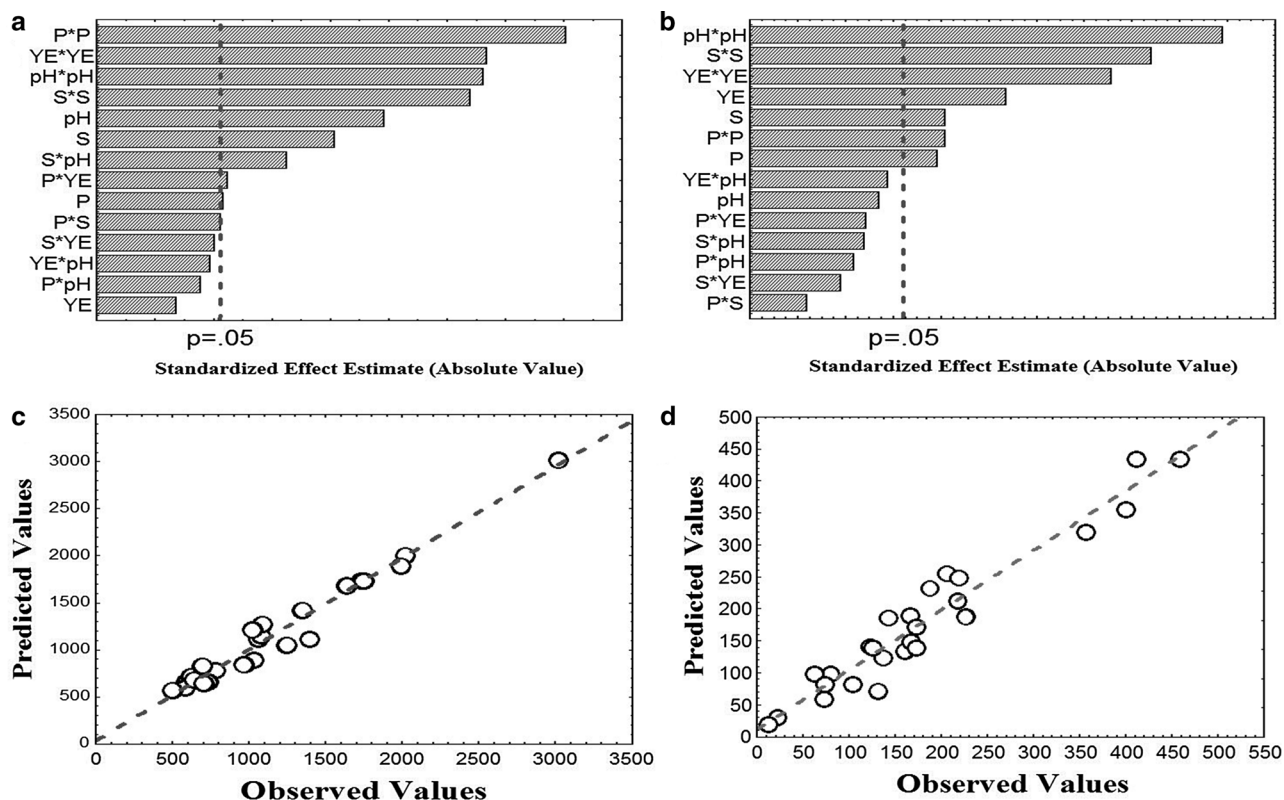 a
P*P
YE*YE
pH*pH
S*S
pH
S
S*pH
P*YE
P
P*S
S*YE
YE*pH
P*pH
YE
p=.05
Standardized Effect Estimate (Absolute Value)
b
pH*pH
S*S
YE*YE
YE
S
P*P
P
YE*pH
pH
P*YE
S*pH
P*pH
S*YE
P*S
p=.05
Standardized Effect Estimate (Absolute Value)
c
Predicted Values
3500
3000
2500
2000
1500
1000
500
0
0 500 1000 1500 2000 2500 3000 3500
Observed Values
d
Predicted Values
500
450
400
350
300
250
200
150
100
50
0
0 50 100 150 200 250 300 350 400 450 500 550
Observed Values